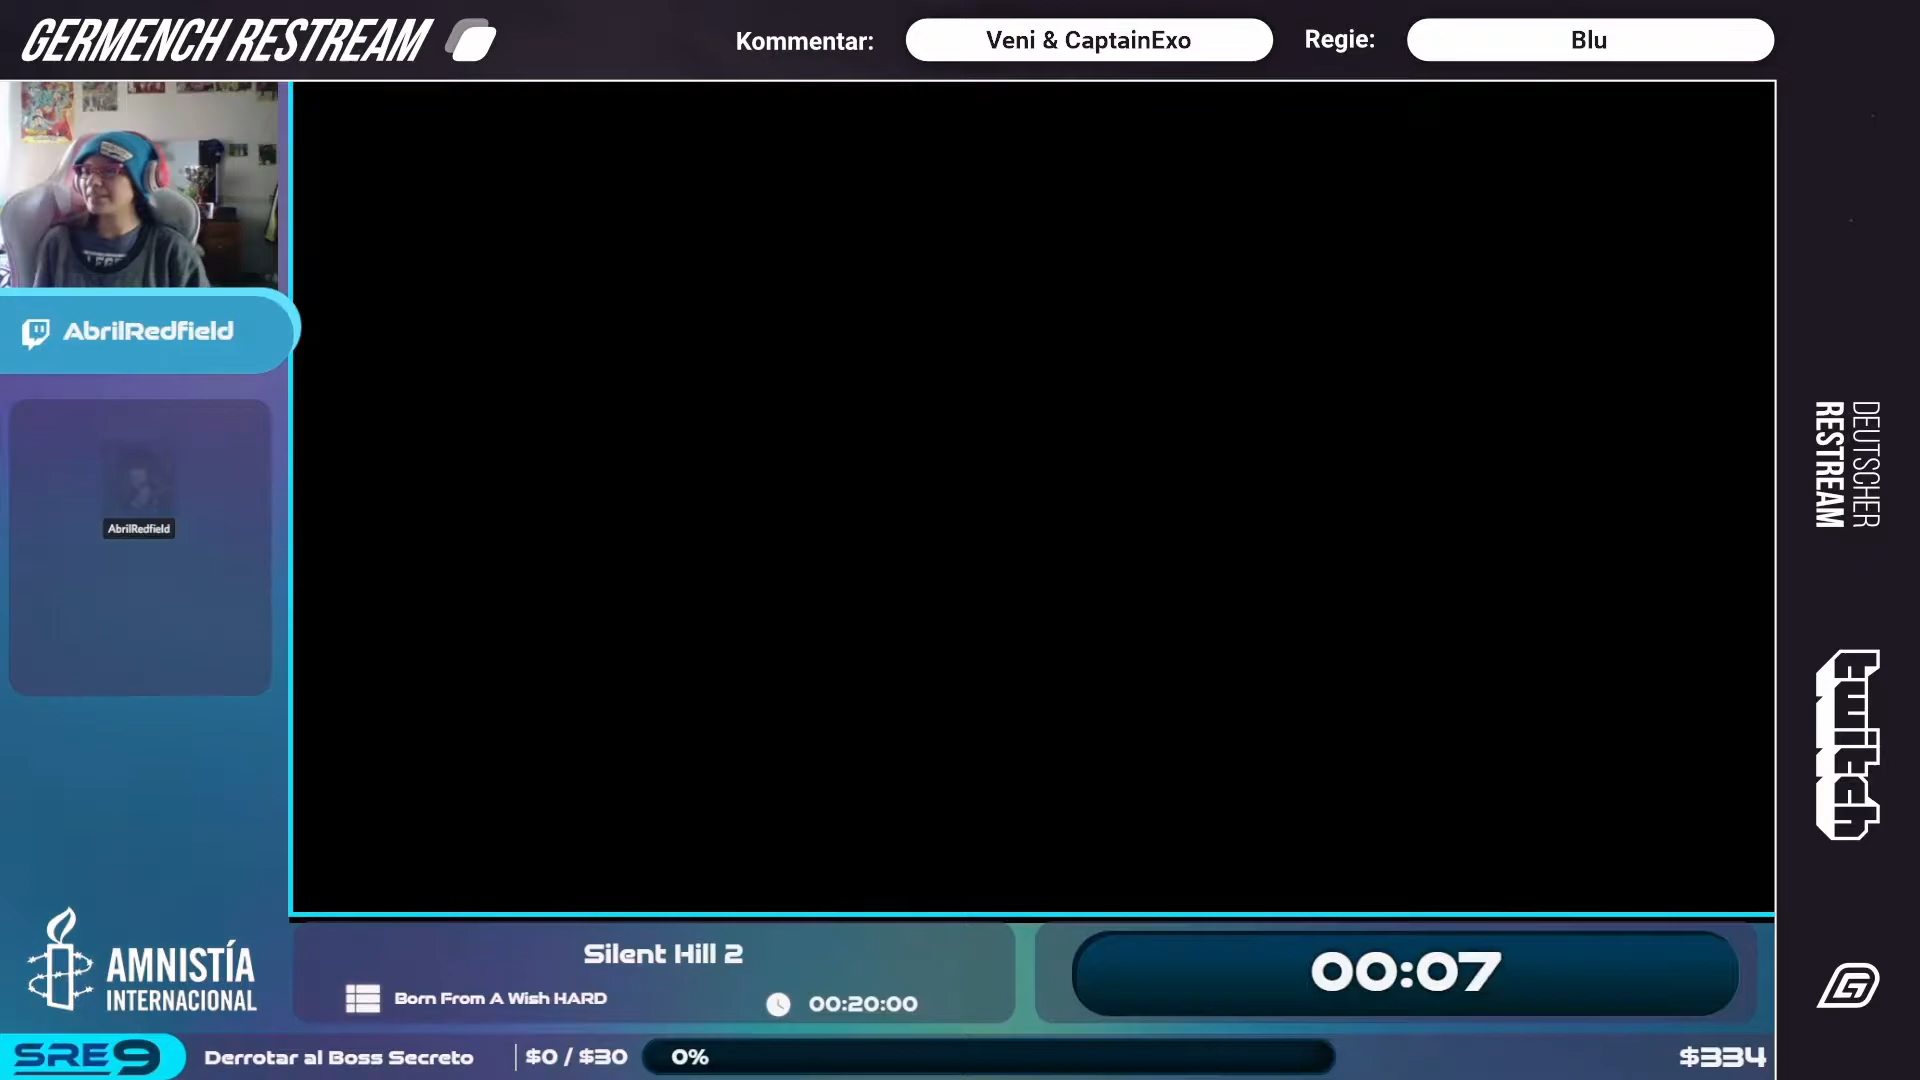 GERMENCH RESTREAM
Kommentar:
Veni & CaptainExo
Regie:
Blu
AbrilRedfield
AbrilRedfield
DEUTSCHER
RESTREAM
twitch
AMNISTÍA
INTERNACIONAL
Silent Hill 2
Born From A Wish HARD
00:20:00
00:07
SRE9
Derrotar al Boss Secreto
$0 / $30
0%
$334